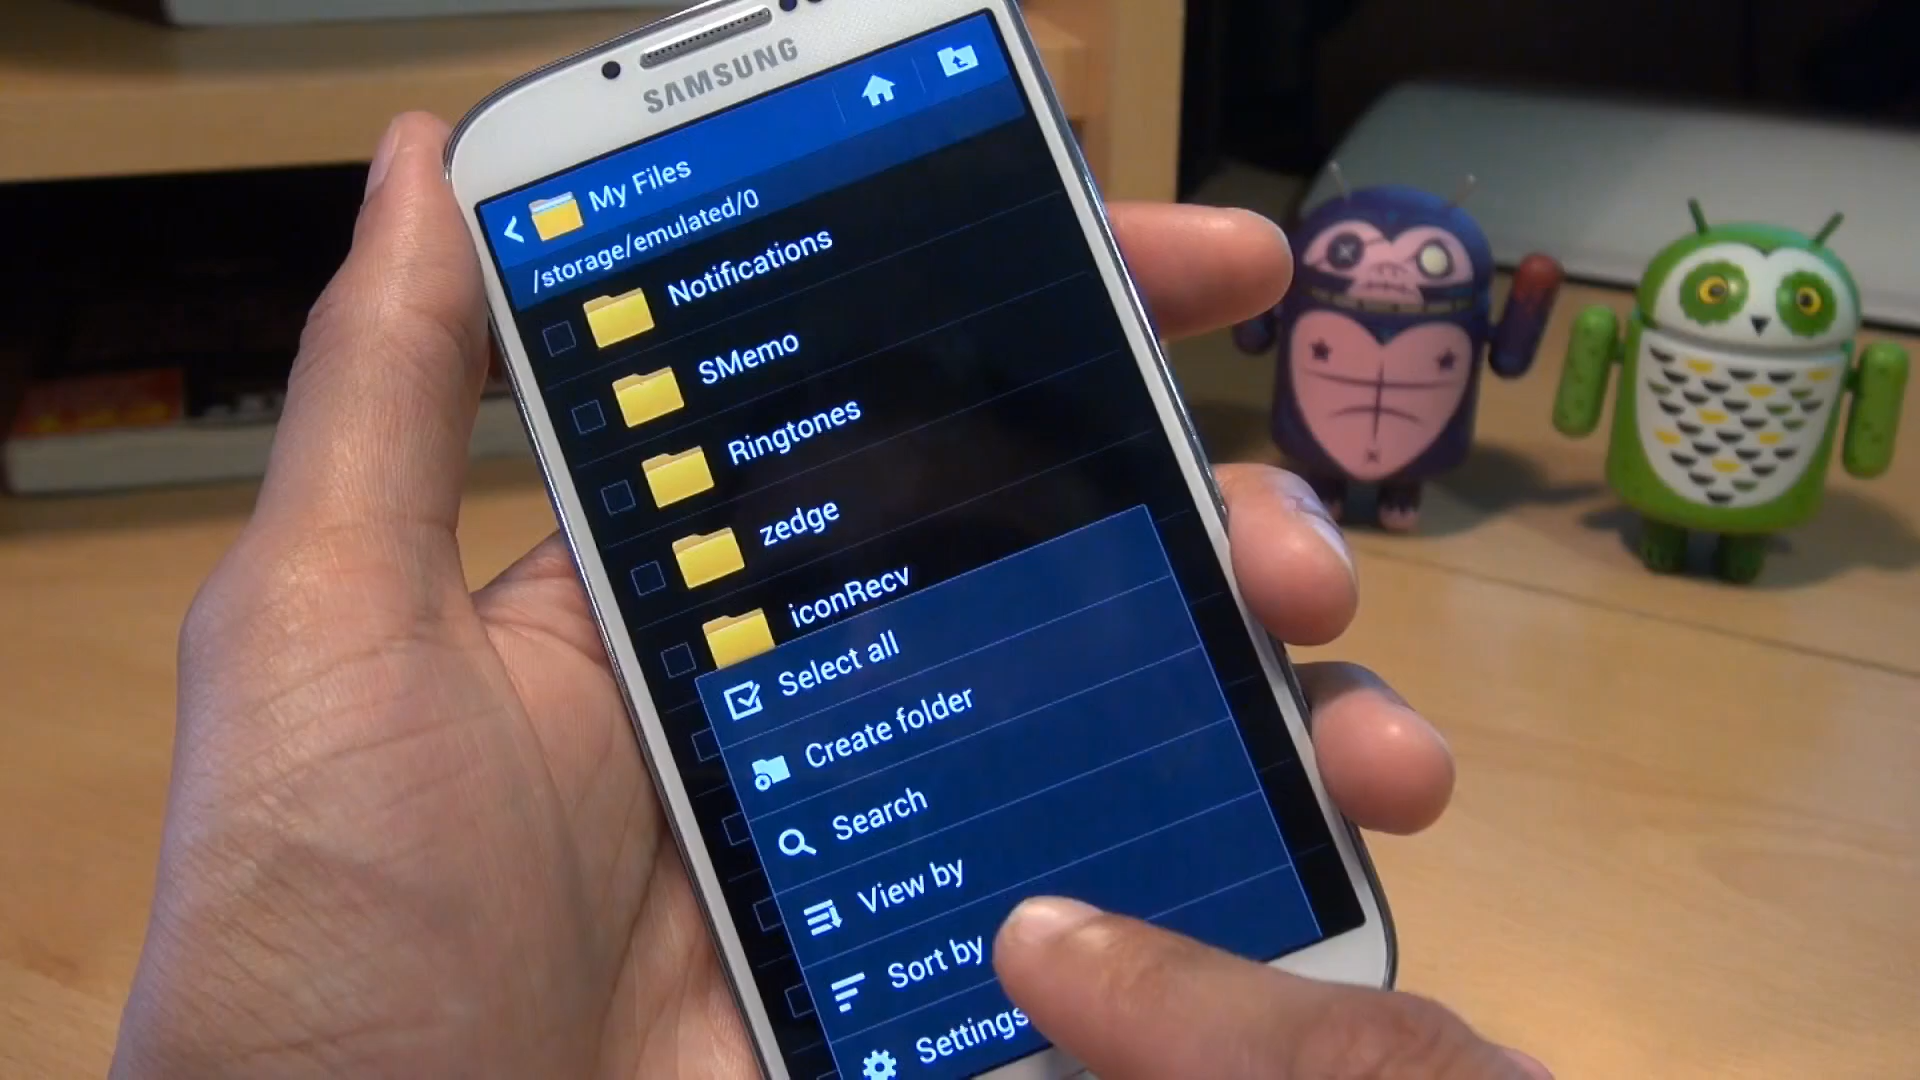 SAMSUNG
My Files
/storage/emulated/0
Notifications
SMemo
Ringtones
zedge
iconRecv
Select all
Create folder
Search
View by
Sort by
Settings